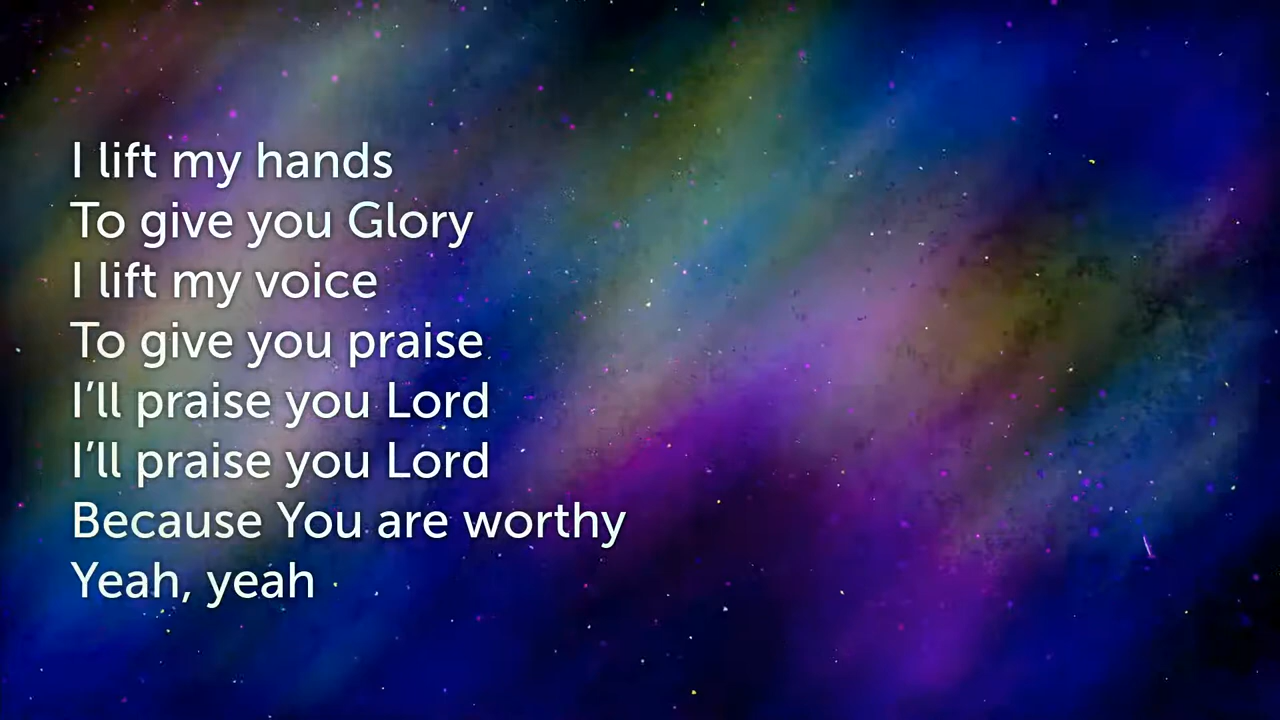 I lift my hands
To give you Glory
I lift my voice
To give you praise
I’ll praise you Lord
I’ll praise you Lord
Because You are worthy
Yeah, yeah